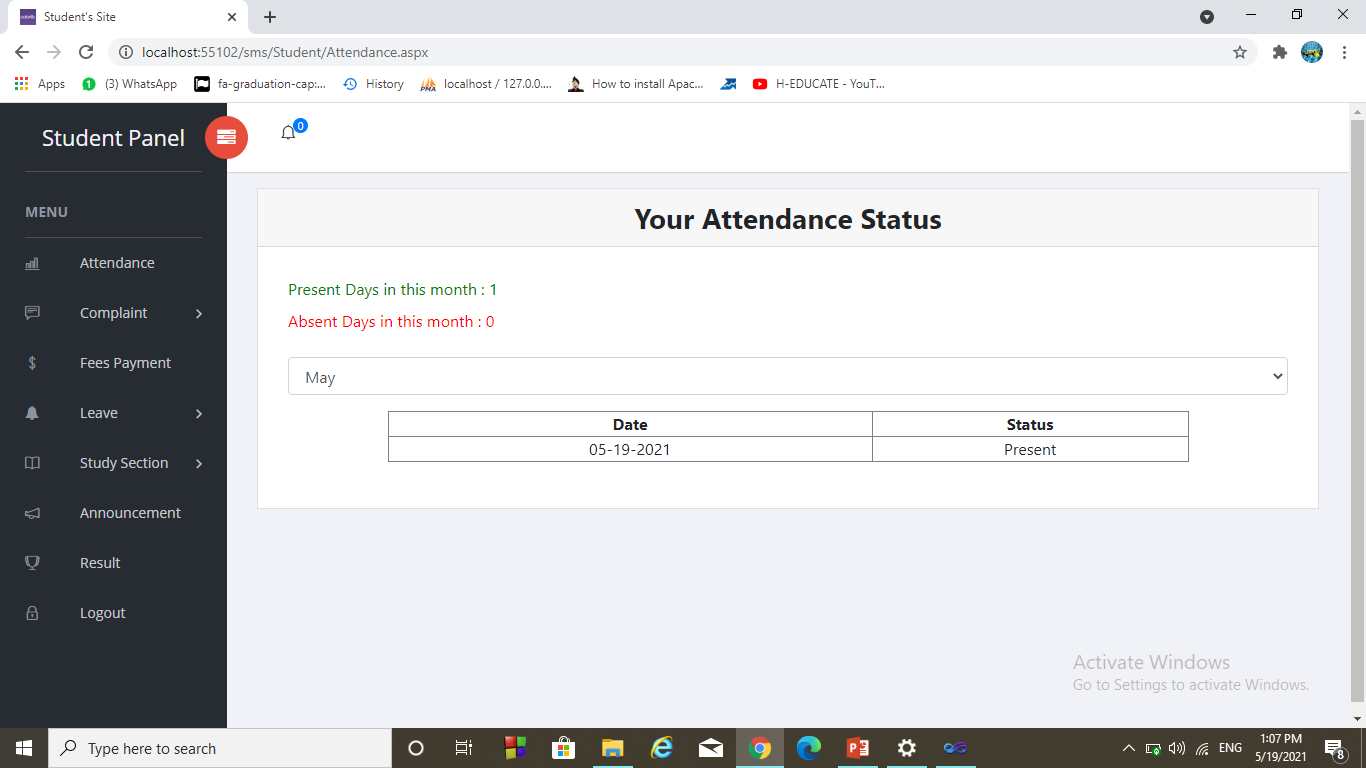 Student's Site
localhost:55102/sms/Student/Attendance.aspx
Apps (3) WhatsApp fa-graduation-cap:... History localhost / 127.0.0.... How to install Apac... H-EDUCATE - YouT...
Student Panel
0
MENU
Attendance
Complaint
Fees Payment
Leave
Study Section
Announcement
Result
Logout
Your Attendance Status
Present Days in this month : 1
Absent Days in this month : 0
May
Date Status
05-19-2021 Present
Activate Windows
Go to Settings to activate Windows.
Type here to search
ENG
1:07 PM
5/19/2021
8